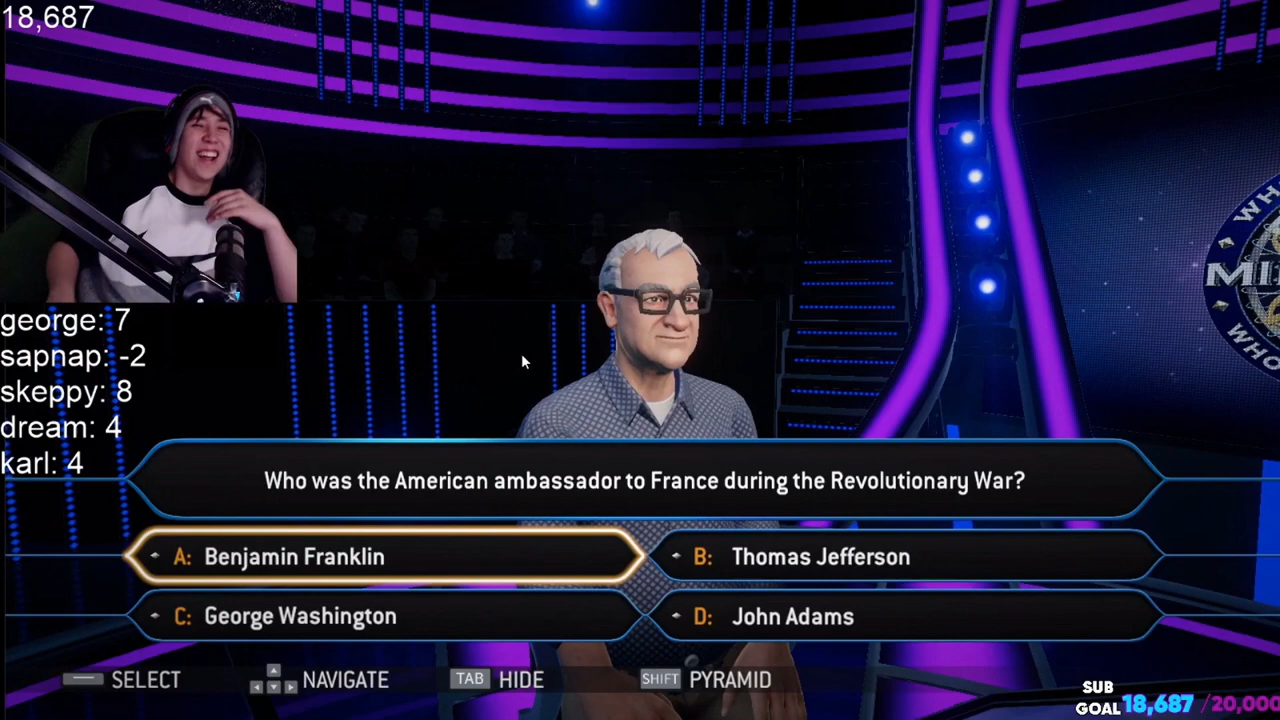 18,687
george: 7
sapnap: -2
skeppy: 8
dream: 4
karl: 4
Who was the American ambassador to France during the Revolutionary War?
A: Benjamin Franklin
B: Thomas Jefferson
C: George Washington
D: John Adams
SELECT
NAVIGATE
TAB HIDE
SHIFT PYRAMID
SUB
GOAL 18,687 /20,000